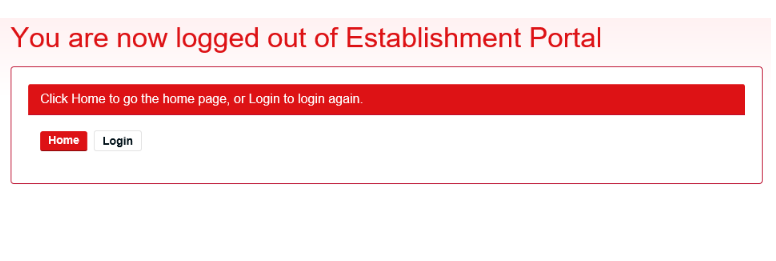 You are now logged out of Establishment Portal
Click Home to go the home page, or Login to login again.
Home Login